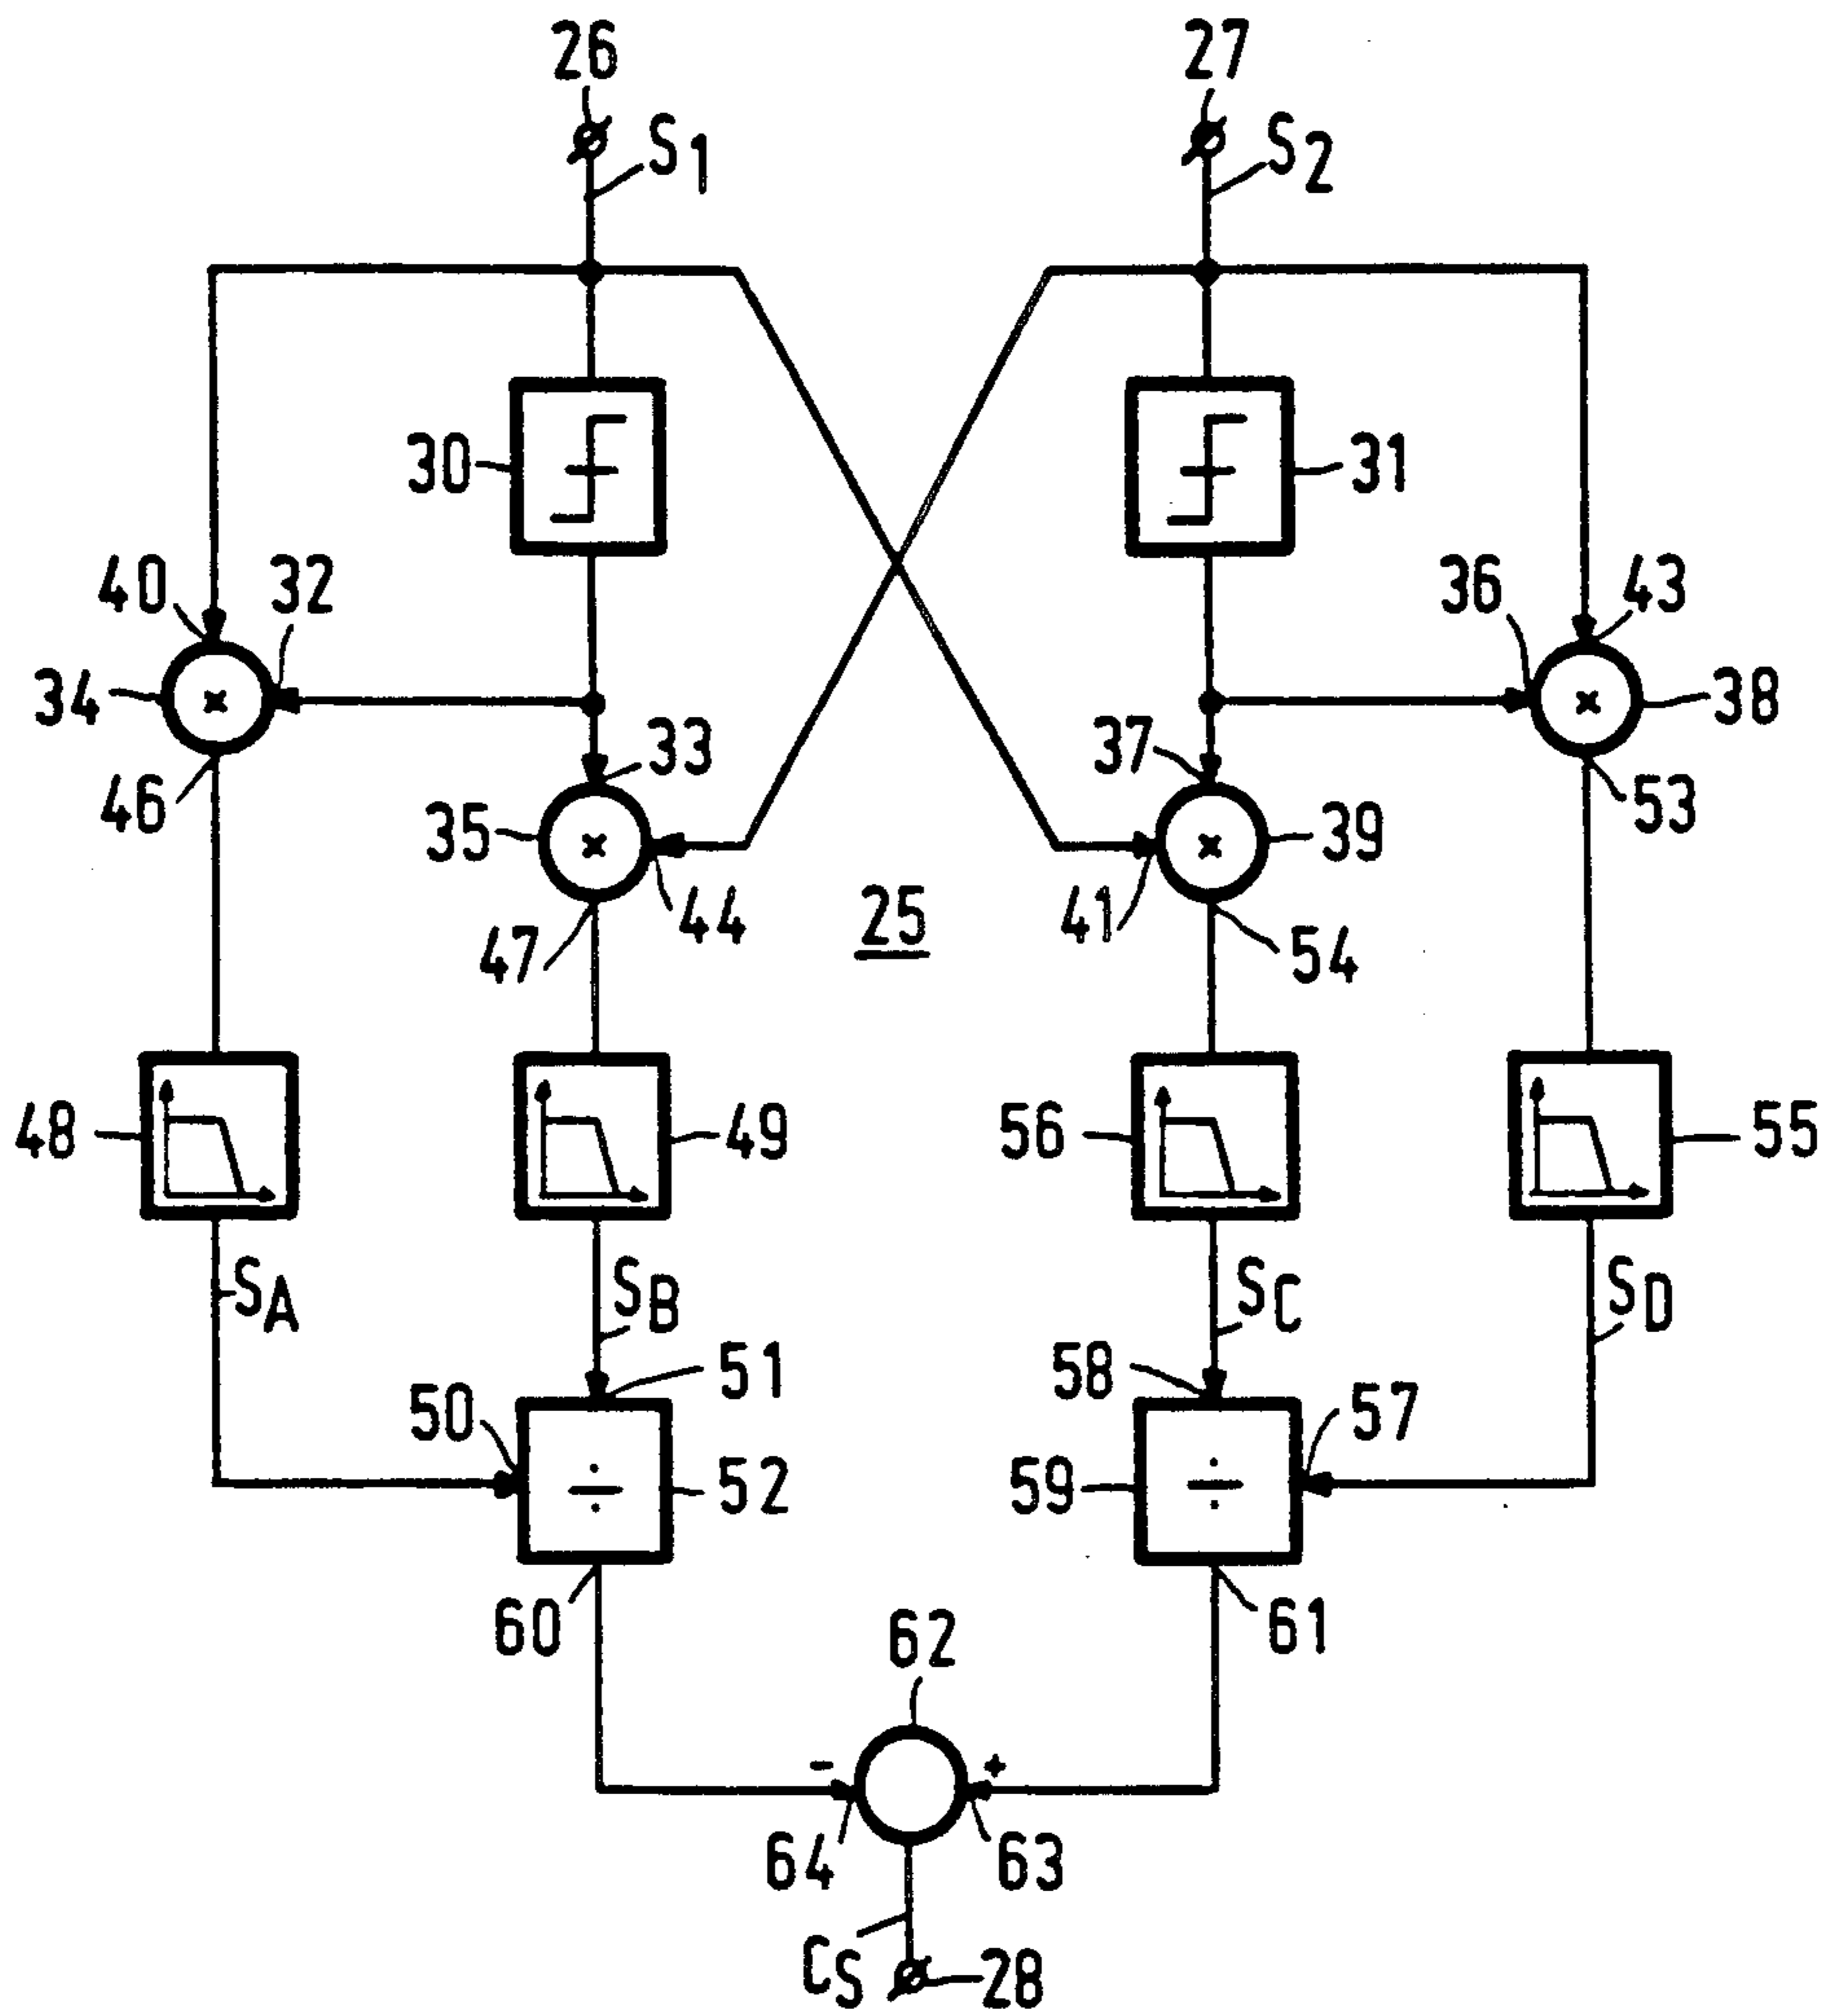 26 27
S1 S2
30 31
40 32 36 43
34 × × 38
46 33 37 53
35 × × 39
44 25 41
47 54
48 49 56 55
SA SB SC SD
50 51 58 57
÷ 52 59 ÷
60 61
62
- +
64 63
CS 28